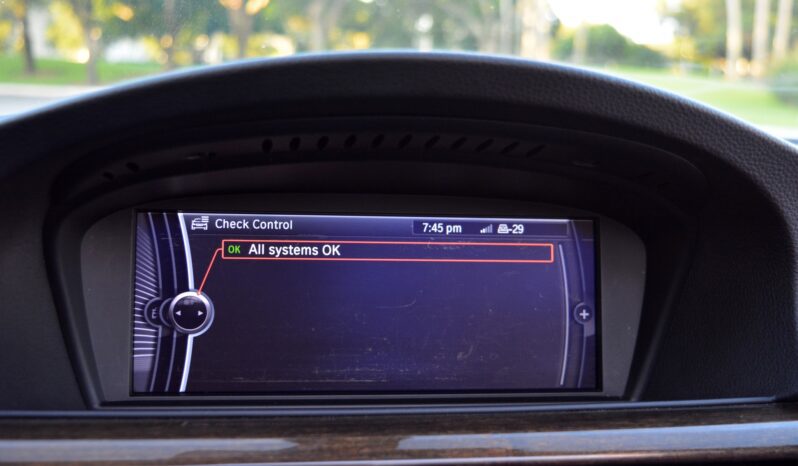 Check Control
7:45 pm
-29
OK All systems OK
E
+